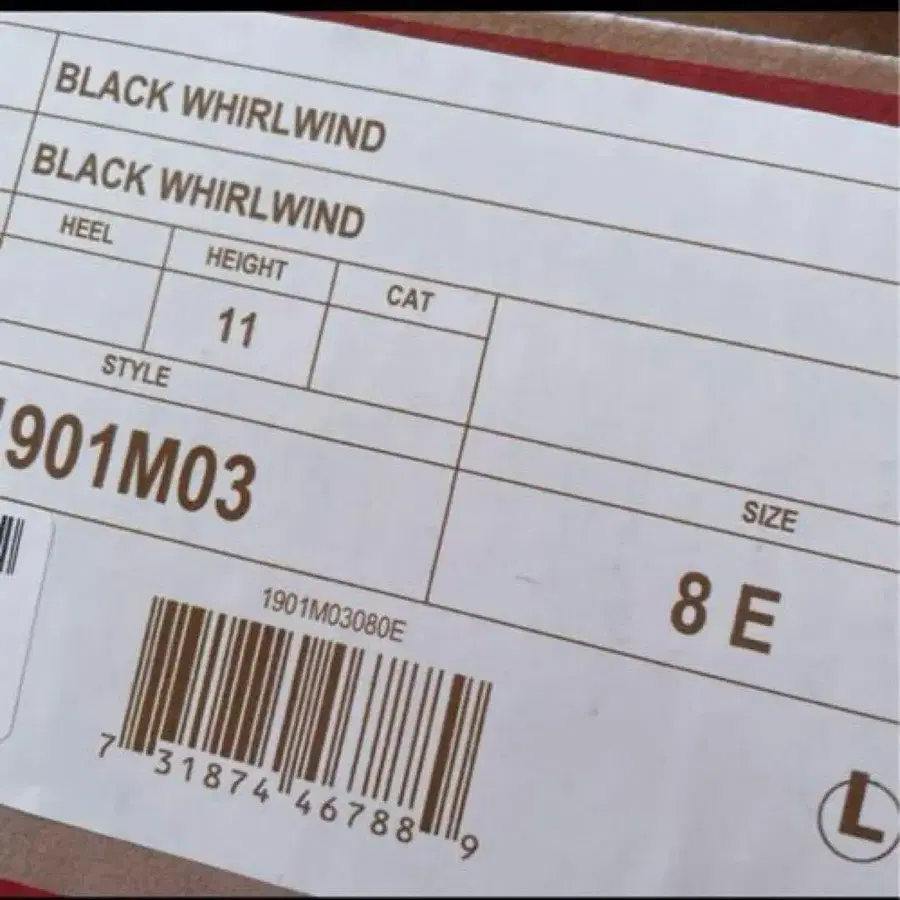 BLACK WHIRLWIND
BLACK WHIRLWIND
HEEL HEIGHT CAT
11
STYLE
1901M03
SIZE
8 E
1901M03080E
7 31874 46788 9
L